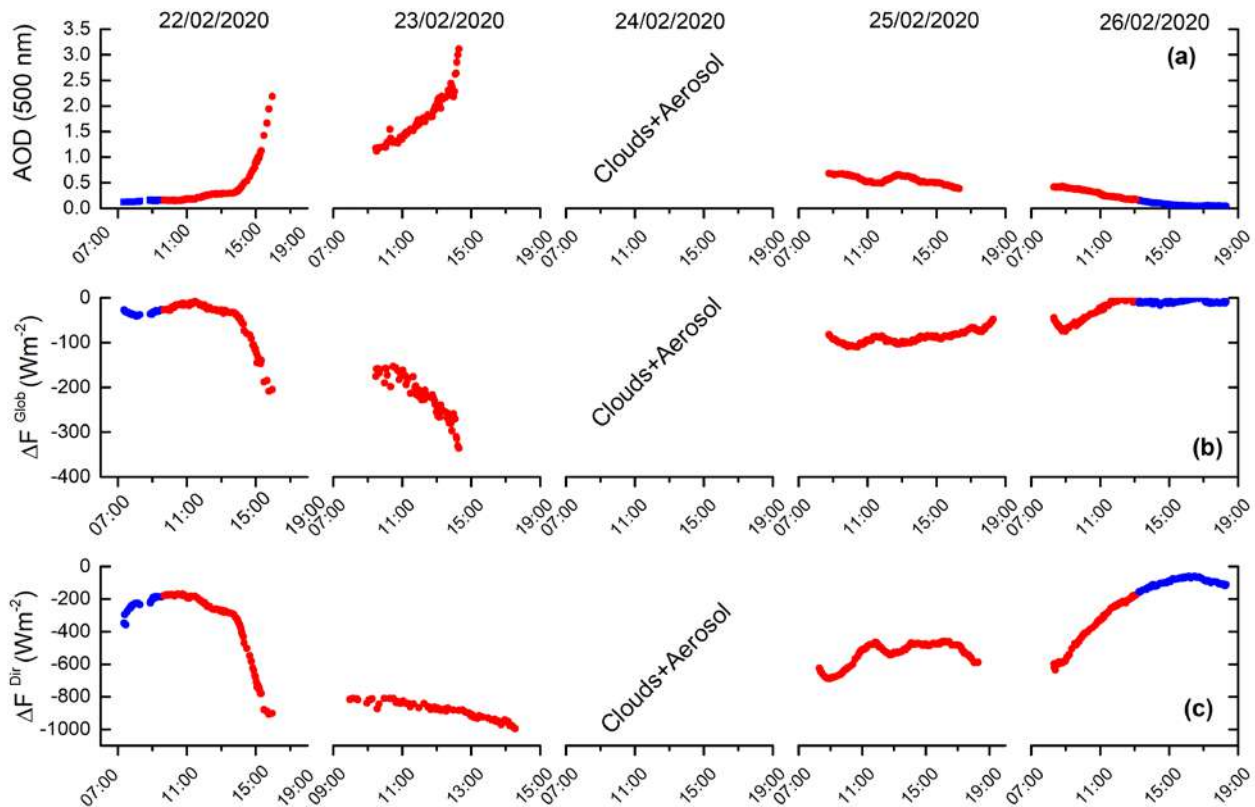 22/02/2020 23/02/2020 24/02/2020 25/02/2020 26/02/2020
AOD (500 nm)
3.5
3.0
2.5
2.0
1.5
1.0
0.5
0.0
Clouds+Aerosol
(a)
07:00 11:00 15:00 19:00 07:00 11:00 15:00 19:00 07:00 11:00 15:00 19:00 07:00 11:00 15:00 19:00 07:00 11:00 15:00 19:00
ΔF Glob (Wm-2)
0
-100
-200
-300
-400
Clouds+Aerosol
(b)
07:00 11:00 15:00 19:00 07:00 11:00 15:00 19:00 07:00 11:00 15:00 19:00 07:00 11:00 15:00 19:00 07:00 11:00 15:00 19:00
ΔF Dir (Wm-2)
0
-200
-400
-600
-800
-1000
Clouds+Aerosol
(c)
07:00 11:00 15:00 19:00 09:00 11:00 13:00 15:00 07:00 11:00 15:00 19:00 07:00 11:00 15:00 19:00 07:00 11:00 15:00 19:00